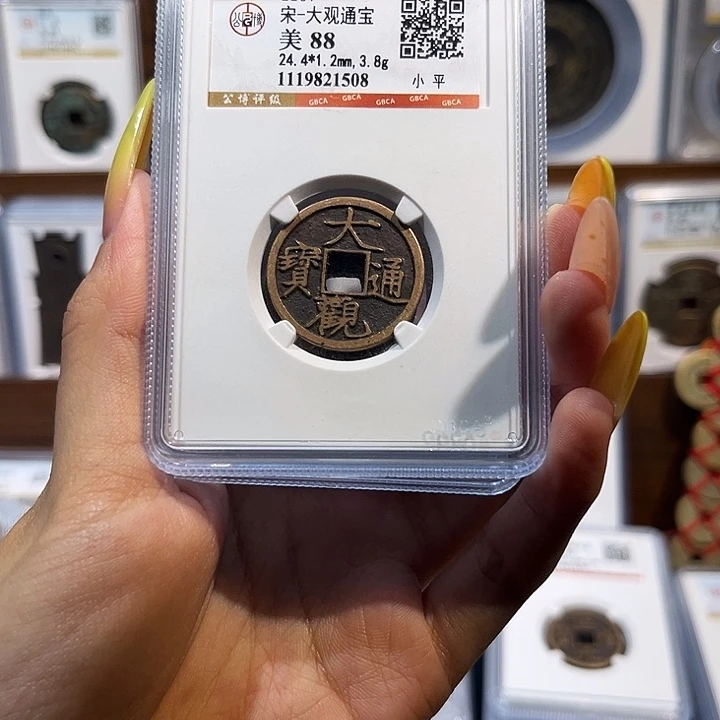 宋-大观通宝
美 88
24.4*1.2mm,3.8g
1119821508 小平
公博评级 GBCA GBCA GBCA GBCA GBCA
大
寶 通
觀